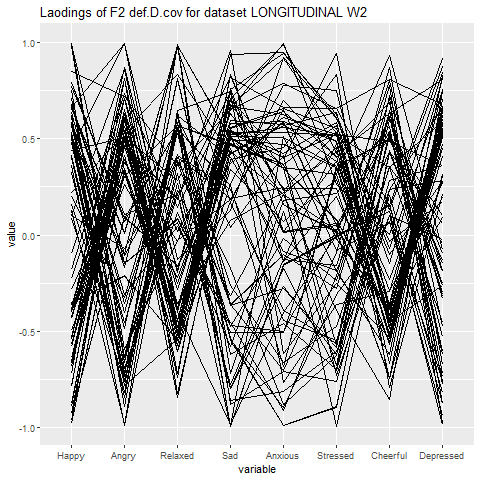 Laodings of F2 def.D.cov for dataset LONGITUDINAL W2
1.0
0.5
0.0
-0.5
-1.0
value
Happy
Angry
Relaxed
Sad
Anxious
Stressed
Cheerful
Depressed
variable